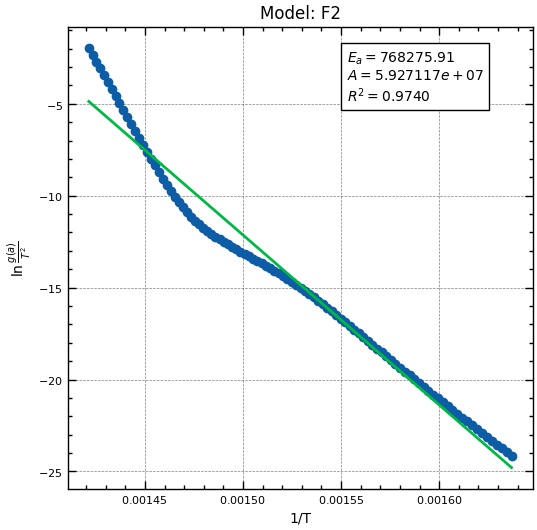 Model: F2
E_a = 768275.91
A = 5.927117e + 07
R^2 = 0.9740
−5
−10
−15
−20
−25
ln g(a)/T^2
0.00145 0.00150 0.00155 0.00160
1/T